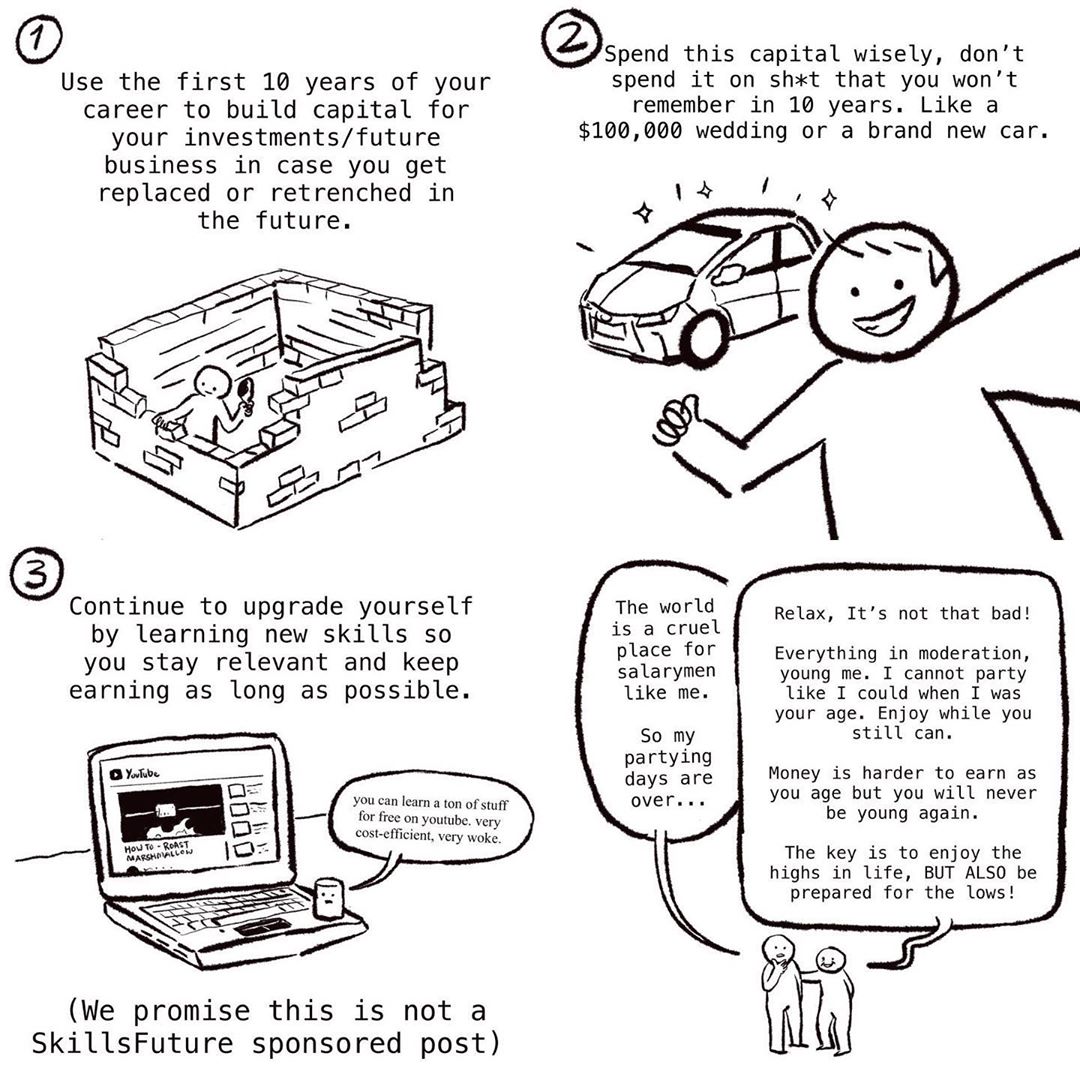 1
Use the first 10 years of your
career to build capital for
your investments/future
business in case you get
replaced or retrenched in
the future.
2
Spend this capital wisely, don't
spend it on sh*t that you won't
remember in 10 years. Like a
$100,000 wedding or a brand new car.
3
Continue to upgrade yourself
by learning new skills so
you stay relevant and keep
earning as long as possible.
YouTube
HOW TO - ROAST
MARSHMALLOW
you can learn a ton of stuff
for free on youtube. very
cost-efficient, very woke.
(We promise this is not a
SkillsFuture sponsored post)
The world
is a cruel
place for
salarymen
like me.
So my
partying
days are
over...
Relax, It's not that bad!
Everything in moderation,
young me. I cannot party
like I could when I was
your age. Enjoy while you
still can.
Money is harder to earn as
you age but you will never
be young again.
The key is to enjoy the
highs in life, BUT ALSO be
prepared for the lows!